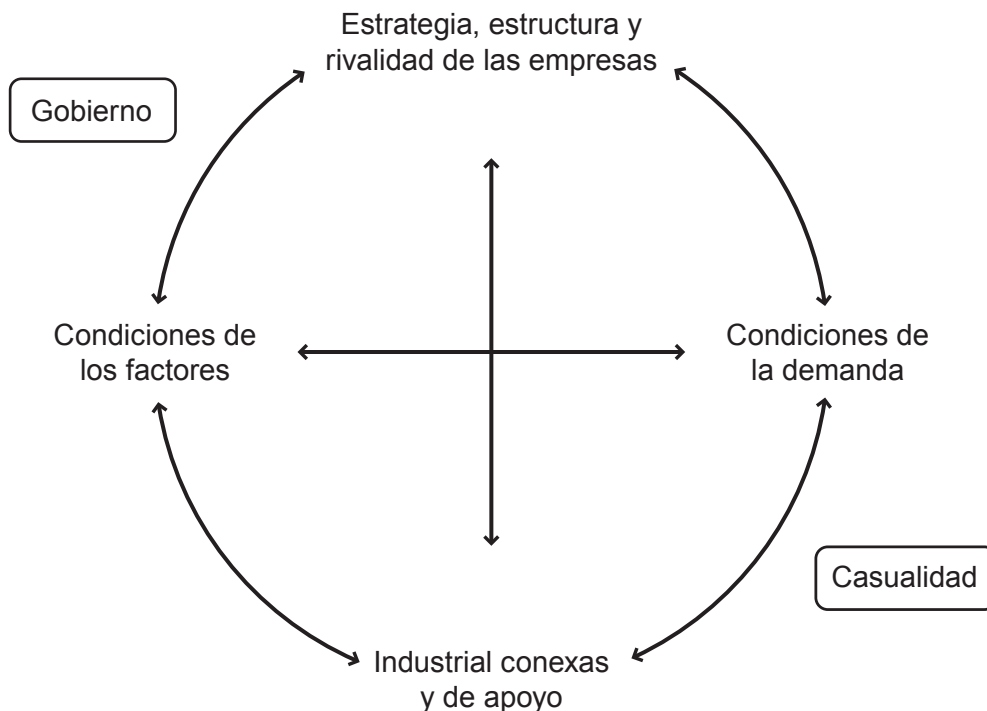 Estrategia, estructura y
rivalidad de las empresas
Gobierno
Condiciones de
los factores
Condiciones de
la demanda
Casualidad
Industrial conexas
y de apoyo